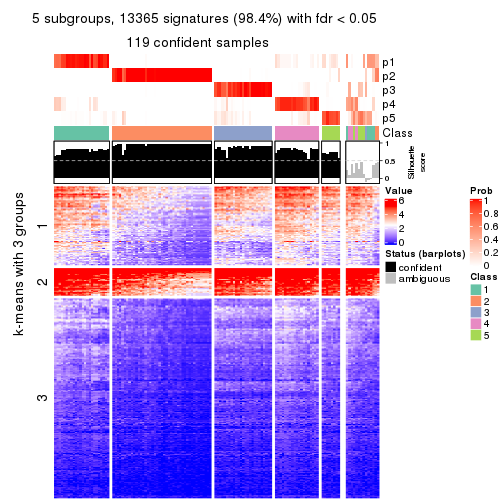 5 subgroups, 13365 signatures (98.4%) with fdr < 0.05
119 confident samples
p1
p2
p3
p4
p5
Class
1
0.5
0
Silhouette
score
k-means with 3 groups
1
2
3
Value
6
4
2
0
Status (barplots)
confident
ambiguous
Prob
1
0.8
0.6
0.4
0.2
0
Class
1
2
3
4
5